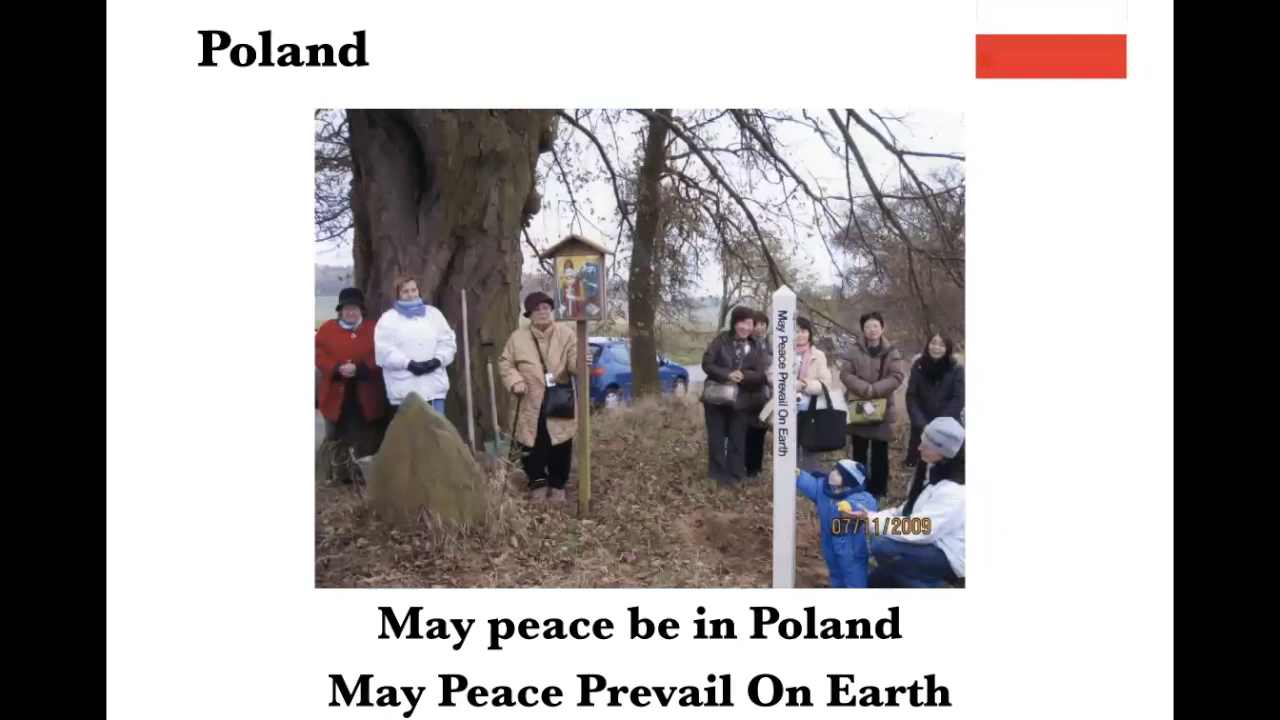 Poland
May Peace Prevail On Earth
07/11/2009
May peace be in Poland
May Peace Prevail On Earth